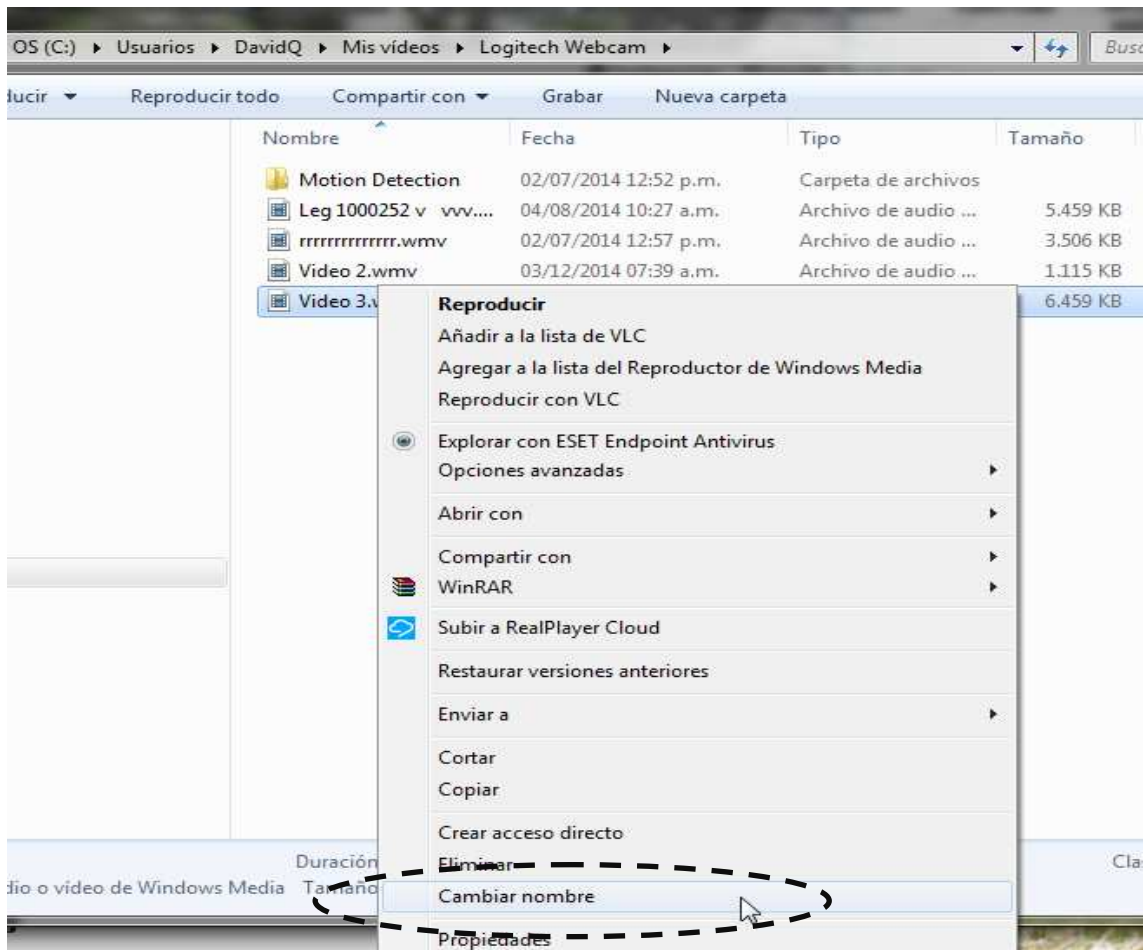 OS (C:) ▸ Usuarios ▸ DavidQ ▸ Mis vídeos ▸ Logitech Webcam ▸
Reproducir todo Compartir con Grabar Nueva carpeta
Nombre Fecha Tipo Tamaño
Motion Detection 02/07/2014 12:52 p.m. Carpeta de archivos
Leg 1000252 v vvv.... 04/08/2014 10:27 a.m. Archivo de audio ... 5.459 KB
rrrrrrrrrrrrrr.wmv 02/07/2014 12:57 p.m. Archivo de audio ... 3.506 KB
Video 2.wmv 03/12/2014 07:39 a.m. Archivo de audio ... 1.115 KB
Video 3. 6.459 KB
Reproducir
Añadir a la lista de VLC
Agregar a la lista del Reproductor de Windows Media
Reproducir con VLC
Explorar con ESET Endpoint Antivirus
Opciones avanzadas
Abrir con
Compartir con
WinRAR
Subir a RealPlayer Cloud
Restaurar versiones anteriores
Enviar a
Cortar
Copiar
Crear acceso directo
Duración Eliminar
o vídeo de Windows Media Tamaño Cambiar nombre
Propiedades